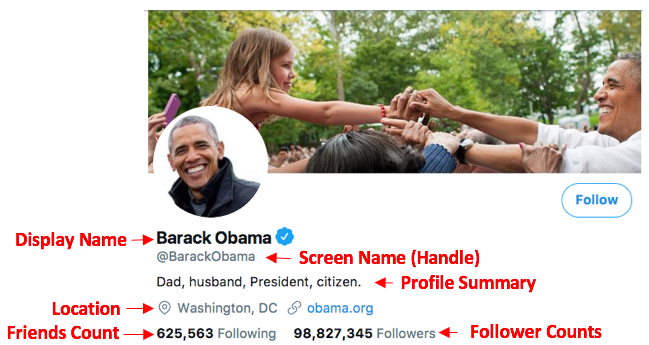 Follow
Display Name Barack Obama
@BarackObama Screen Name (Handle)
Dad, husband, President, citizen. Profile Summary
Location Washington, DC obama.org
Friends Count 625,563 Following 98,827,345 Followers Follower Counts